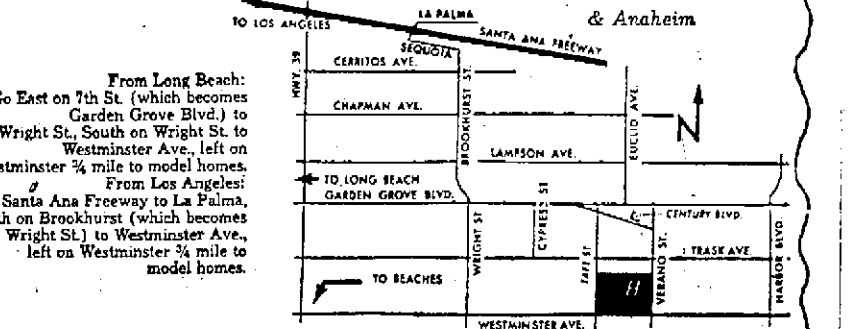 & Anaheim
From Long Beach:
Go East on 7th St. (which becomes
Garden Grove Blvd.) to
Wright St., South on Wright St. to
Westminster Ave., left on
stminster ¾ mile to model homes.
From Los Angeles:
Santa Ana Freeway to La Palma,
th on Brookhurst (which becomes
Wright St.) to Westminster Ave.,
left on Westminster ¾ mile to
model homes.
LA PALMA
TO LOS ANGELES
SANTA ANA FREEWAY
SEQUOIA
CERRITOS AVE.
HWY. 39
BROOKHURST ST.
EUCLID AVE.
CHAPMAN AVE.
N
LAMPSON AVE.
TO LONG BEACH
GARDEN GROVE BLVD.
CYPRESS ST
CENTURY BLVD.
WRIGHT ST
TRASK AVE.
VERANO ST.
HARBOR BLVD.
TO BEACHES
H
WESTMINSTER AVE.